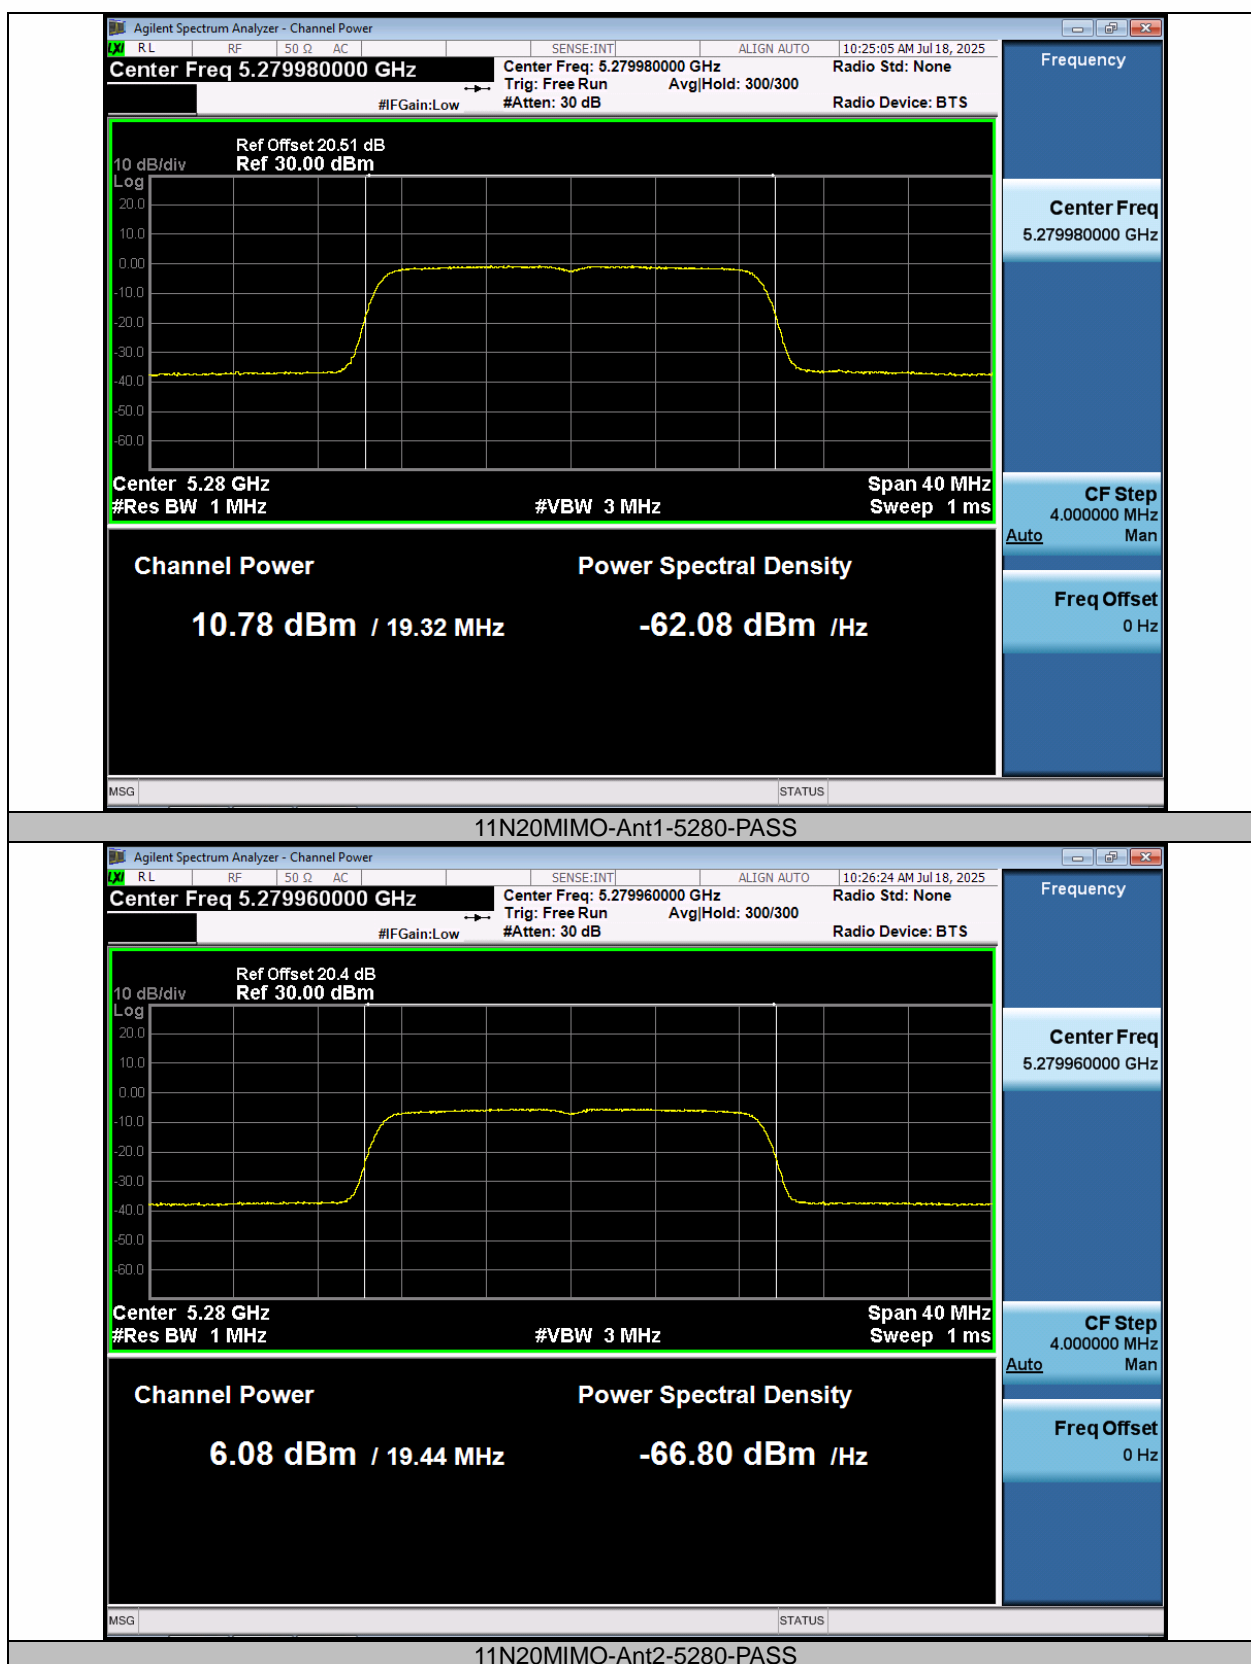 Agilent Spectrum Analyzer - Channel Power
LXI RL RF 50 Ω AC SENSE:INT ALIGN AUTO 10:25:05 AM Jul 18, 2025
Center Freq 5.279980000 GHz
Center Freq: 5.279980000 GHz Radio Std: None
Trig: Free Run Avg|Hold: 300/300
#IFGain:Low #Atten: 30 dB Radio Device: BTS
Ref Offset 20.51 dB
10 dB/div Ref 30.00 dBm
Log
20.0
10.0
0.00
-10.0
-20.0
-30.0
-40.0
-50.0
-60.0
Center 5.28 GHz Span 40 MHz
#Res BW 1 MHz #VBW 3 MHz Sweep 1 ms
Channel Power Power Spectral Density
10.78 dBm / 19.32 MHz -62.08 dBm /Hz
MSG STATUS
Frequency
Center Freq
5.279980000 GHz
CF Step
4.000000 MHz
Auto Man
Freq Offset
0 Hz
11N20MIMO-Ant1-5280-PASS
Agilent Spectrum Analyzer - Channel Power
LXI RL RF 50 Ω AC SENSE:INT ALIGN AUTO 10:26:24 AM Jul 18, 2025
Center Freq 5.279960000 GHz
Center Freq: 5.279960000 GHz Radio Std: None
Trig: Free Run Avg|Hold: 300/300
#IFGain:Low #Atten: 30 dB Radio Device: BTS
Ref Offset 20.4 dB
10 dB/div Ref 30.00 dBm
Log
20.0
10.0
0.00
-10.0
-20.0
-30.0
-40.0
-50.0
-60.0
Center 5.28 GHz Span 40 MHz
#Res BW 1 MHz #VBW 3 MHz Sweep 1 ms
Channel Power Power Spectral Density
6.08 dBm / 19.44 MHz -66.80 dBm /Hz
MSG STATUS
Frequency
Center Freq
5.279960000 GHz
CF Step
4.000000 MHz
Auto Man
Freq Offset
0 Hz
11N20MIMO-Ant2-5280-PASS